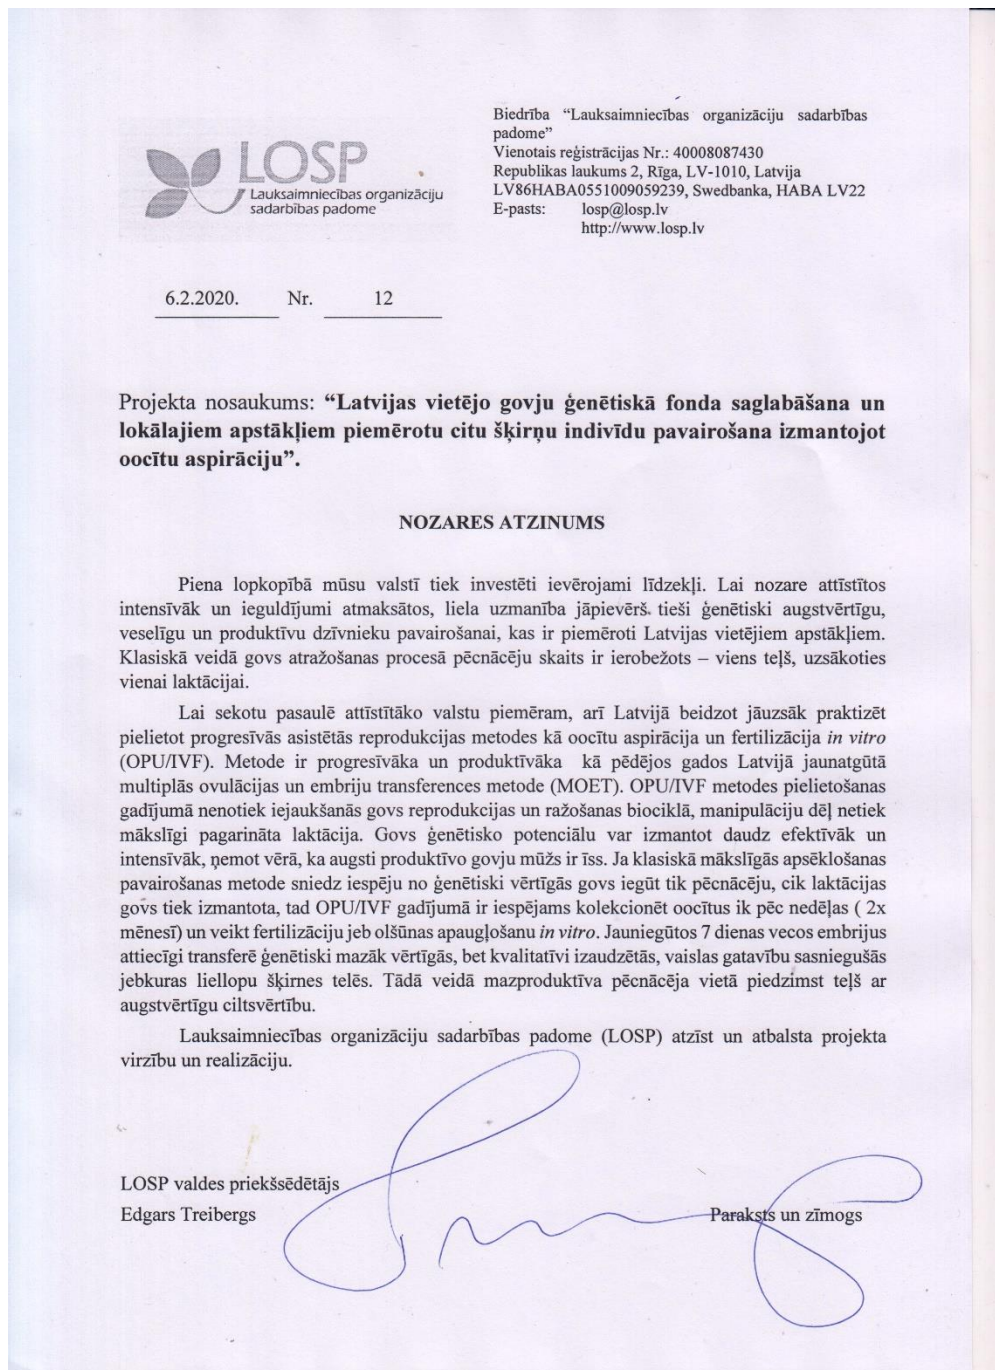 LOSP
Lauksaimniecības organizāciju
sadarbības padome
Biedrība “Lauksaimniecības organizāciju sadarbības
padome”
Vienotais reģistrācijas Nr.: 40008087430
Republikas laukums 2, Rīga, LV-1010, Latvija
LV86HABA0551009059239, Swedbanka, HABA LV22
E-pasts: losp@losp.lv
http://www.losp.lv
6.2.2020. Nr. 12
Projekta nosaukums: “Latvijas vietējo govju ģenētiskā fonda saglabāšana un
lokālajiem apstākļiem piemērotu citu šķirņu indivīdu pavairošana izmantojot
oocītu aspirāciju”.
NOZARES ATZINUMS
Piena lopkopībā mūsu valstī tiek investēti ievērojami līdzekļi. Lai nozare attīstītos
intensīvāk un ieguldījumi atmaksātos, liela uzmanība jāpievērš tieši ģenētiski augstvērtīgu,
veselīgu un produktīvu dzīvnieku pavairošanai, kas ir piemēroti Latvijas vietējiem apstākļiem.
Klasiskā veidā govs atražošanas procesā pēcnācēju skaits ir ierobežots – viens teļš, uzsākoties
vienai laktācijai.
Lai sekotu pasaulē attīstītāko valstu piemēram, arī Latvijā beidzot jāuzsāk praktizēt
pielietot progresīvās asistētās reprodukcijas metodes kā oocītu aspirācija un fertilizācija in vitro
(OPU/IVF). Metode ir progresīvāka un produktīvāka kā pēdējos gados Latvijā jaunatgūtā
multiplās ovulācijas un embriju transferences metode (MOET). OPU/IVF metodes pielietošanas
gadījumā nenotiek iejaukšanās govs reprodukcijas un ražošanas biociklā, manipulāciju dēļ netiek
mākslīgi pagarināta laktācija. Govs ģenētisko potenciālu var izmantot daudz efektīvāk un
intensīvāk, ņemot vērā, ka augsti produktīvo govju mūžs ir īss. Ja klasiskā mākslīgās apsēklošanas
pavairošanas metode sniedz iespēju no ģenētiski vērtīgās govs iegūt tik pēcnācēju, cik laktācijas
govs tiek izmantota, tad OPU/IVF gadījumā ir iespējams kolekcionēt oocītus ik pēc nedēļas ( 2x
mēnesī) un veikt fertilizāciju jeb olšūnas apaugļošanu in vitro. Jauniegūtos 7 dienas vecos embrijus
attiecīgi transferē ģenētiski mazāk vērtīgās, bet kvalitatīvi izaudzētās, vaislas gatavību sasniegušās
jebkuras liellopu šķirnes telēs. Tādā veidā mazproduktīva pēcnācēja vietā piedzimst teļš ar
augstvērtīgu ciltsvērtību.
Lauksaimniecības organizāciju sadarbības padome (LOSP) atzīst un atbalsta projekta
virzību un realizāciju.
LOSP valdes priekšsēdētājs
Edgars Treibergs Paraksts un zīmogs